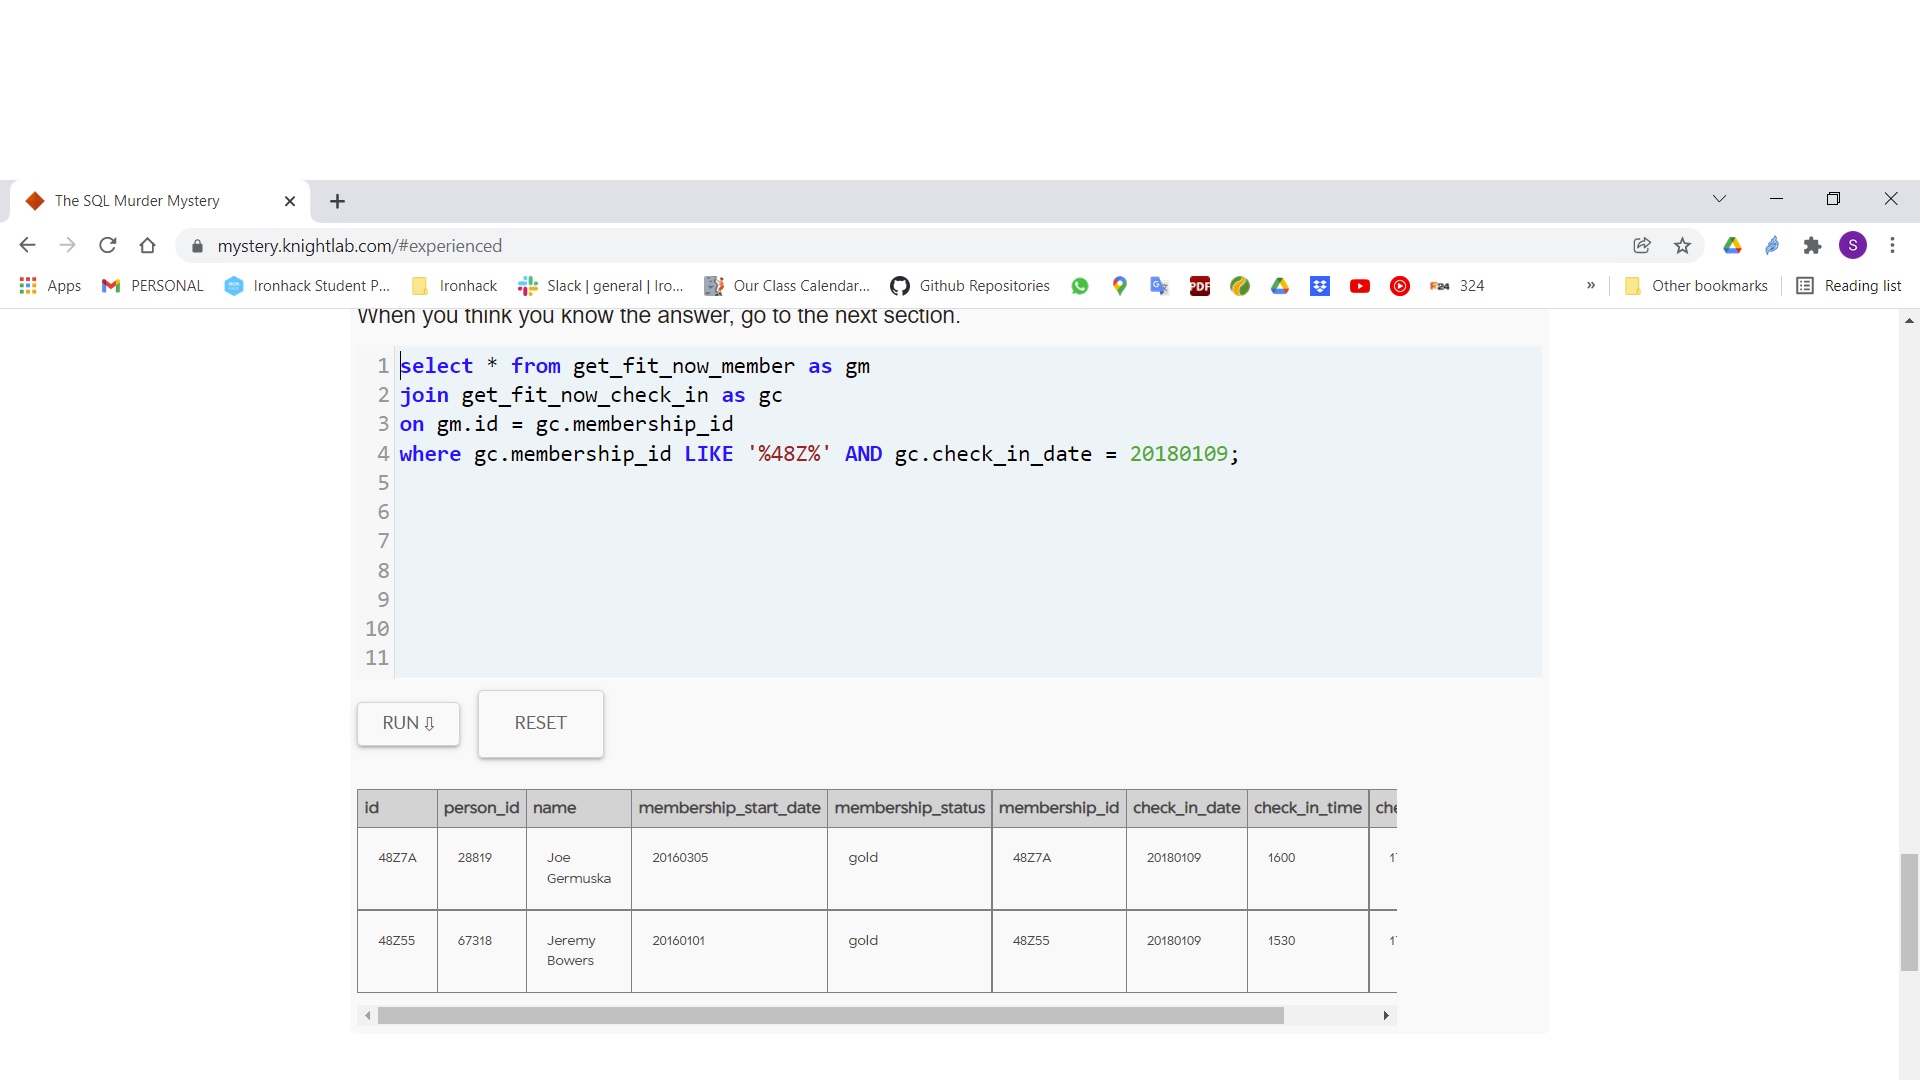 The SQL Murder Mystery
mystery.knightlab.com/#experienced
S
Apps PERSONAL Ironhack Student P... Ironhack Slack | general | Iro... Our Class Calendar... Github Repositories PDF 324 » Other bookmarks Reading list
When you think you know the answer, go to the next section.
1 select * from get_fit_now_member as gm
2 join get_fit_now_check_in as gc
3 on gm.id = gc.membership_id
4 where gc.membership_id LIKE '%48Z%' AND gc.check_in_date = 20180109;
5
6
7
8
9
10
11
RUN ⇩ RESET
id person_id name membership_start_date membership_status membership_id check_in_date check_in_time che
48Z7A 28819 Joe 20160305 gold 48Z7A 20180109 1600
Germuska
48Z55 67318 Jeremy 20160101 gold 48Z55 20180109 1530
Bowers